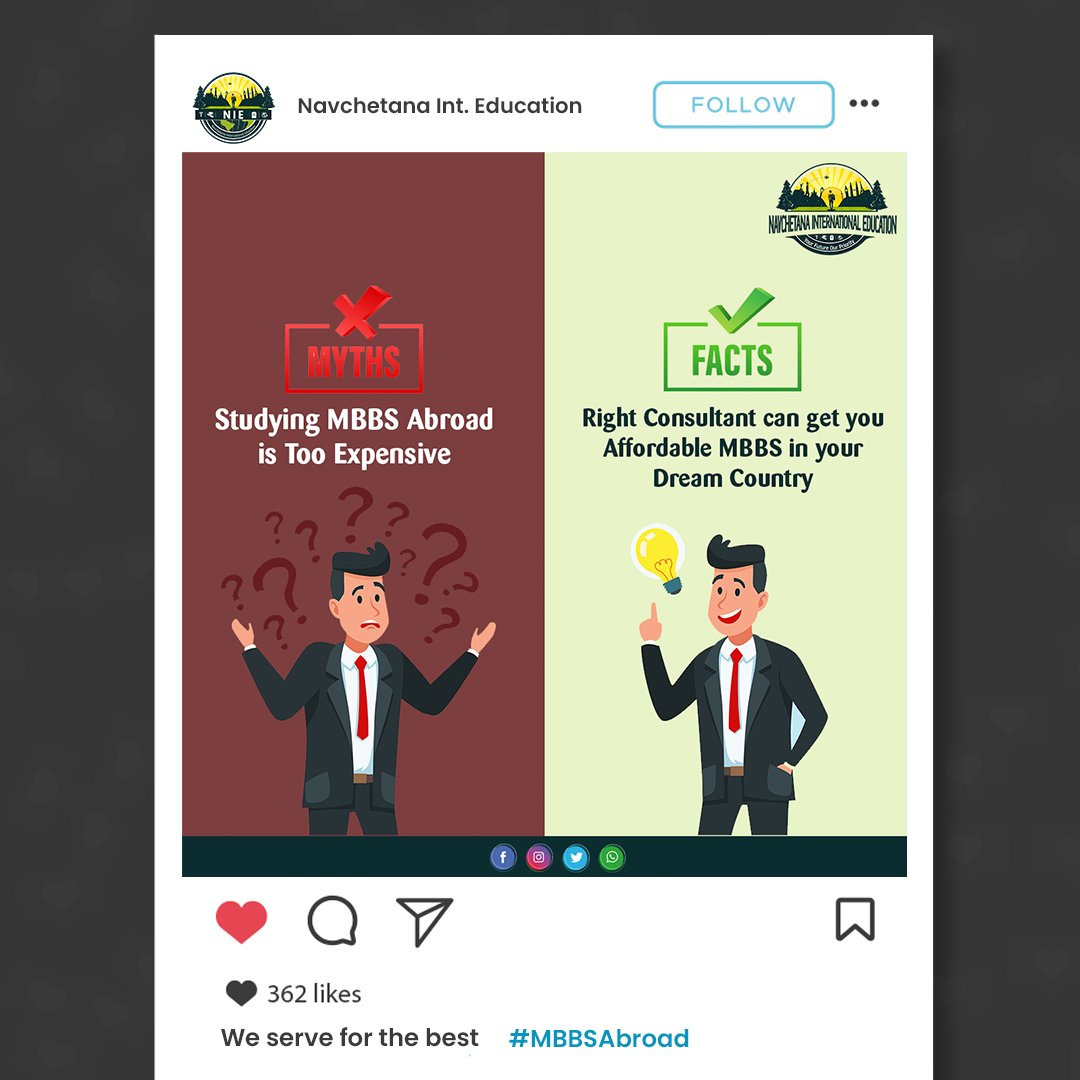 NIE
Navchetana Int. Education
FOLLOW
NAVCHETANA INTERNATIONAL EDUCATION
Your Future Our Priority
MYTHS
Studying MBBS Abroad
is Too Expensive
FACTS
Right Consultant can get you
Affordable MBBS in your
Dream Country
362 likes
We serve for the best #MBBSAbroad